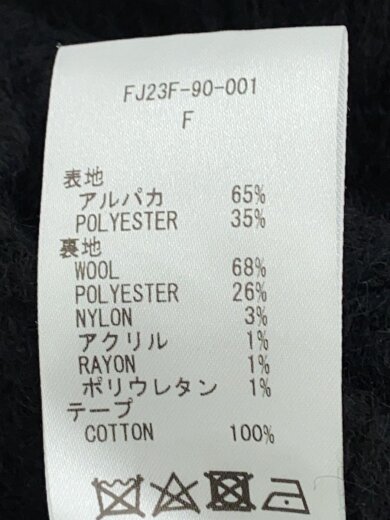 FJ23F-90-001
F
表地
アルパカ 65%
POLYESTER 35%
裏地
WOOL 68%
POLYESTER 26%
NYLON 3%
アクリル 1%
RAYON 1%
ポリウレタン 1%
テープ
COTTON 100%